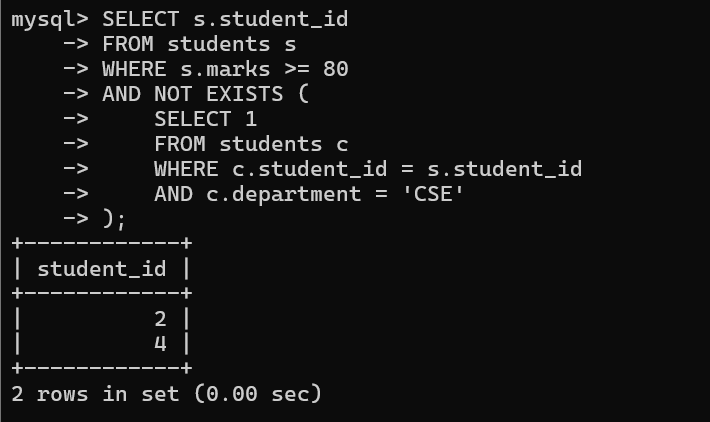 mysql> SELECT s.student_id
    -> FROM students s
    -> WHERE s.marks >= 80
    -> AND NOT EXISTS (
    ->     SELECT 1
    ->     FROM students c
    ->     WHERE c.student_id = s.student_id
    ->     AND c.department = 'CSE'
    -> );
+------------+
| student_id |
+------------+
|          2 |
|          4 |
+------------+
2 rows in set (0.00 sec)